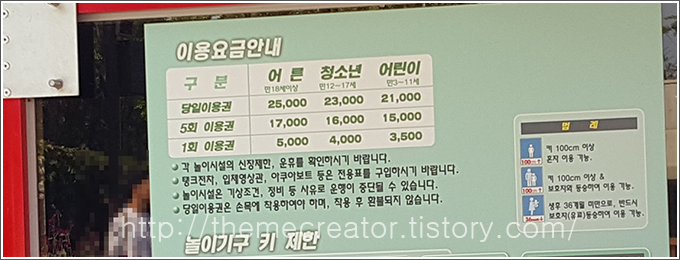 이용요금안내
구 분 어 른 청소년 어린이
만18세이상 만12~17세 만3~11세
당일이용권 25,000 23,000 21,000
5회 이용권 17,000 16,000 15,000
1회 이용권 5,000 4,000 3,500
각 놀이시설의 신장제한, 운휴를 확인하시기 바랍니다.
탱크전차, 입체영상관, 아쿠아보트 등은 전용표를 구입하시기 바랍니다.
놀이시설은 기상조건, 정비 등 사유로 운행이 중단될 수 있습니다.
당일이용권은 손목에 착용하여야 하며, 착용 후 환불되지 않습니다.
놀이기구 키 제한
범 례
키 100cm 이상
혼자 이용 가능.
100cm↑
키 100cm 이상 &
보호자와 동승하여 이용 가능.
100cm↑
생후 36개월 미만으로, 반드시
보호자(유료)동승하여 이용 가능.
http://themecreator.tistory.com/